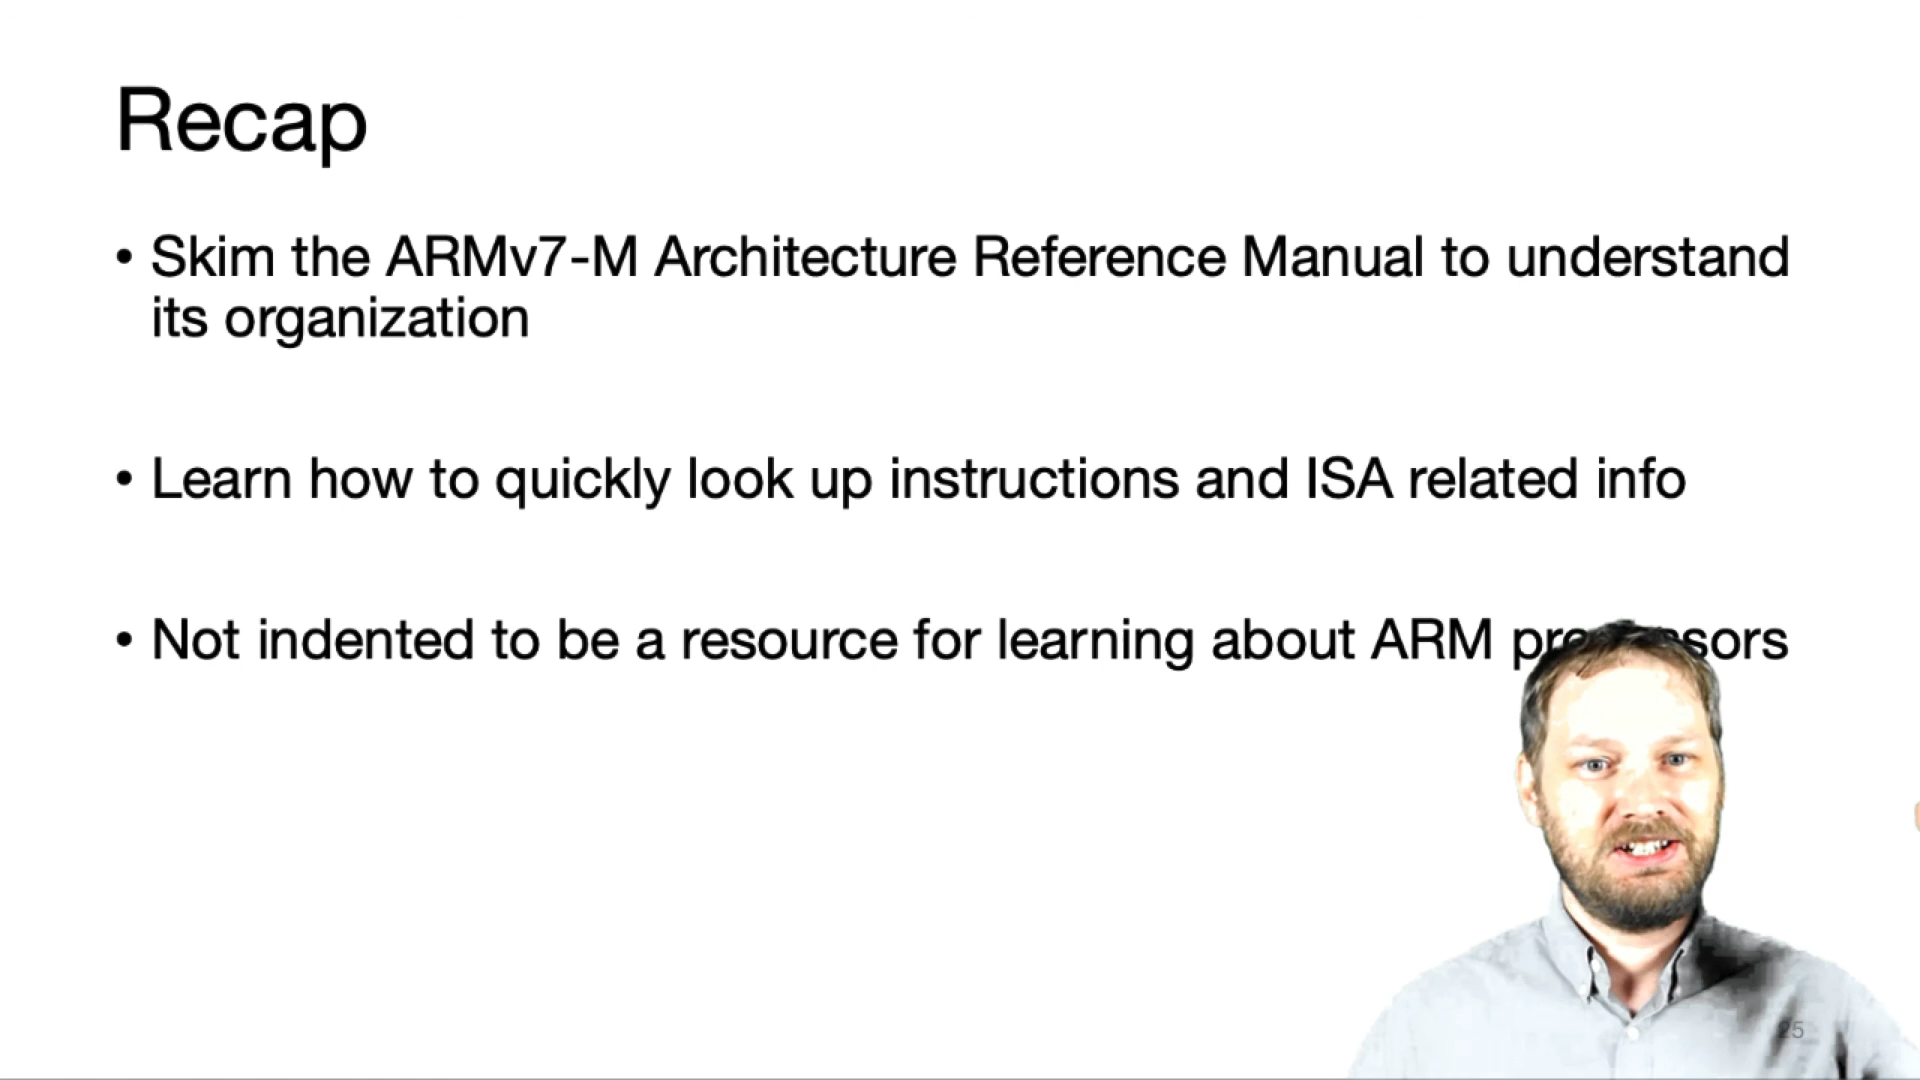 Recap
• Skim the ARMv7-M Architecture Reference Manual to understand
its organization
• Learn how to quickly look up instructions and ISA related info
• Not indented to be a resource for learning about ARM
25